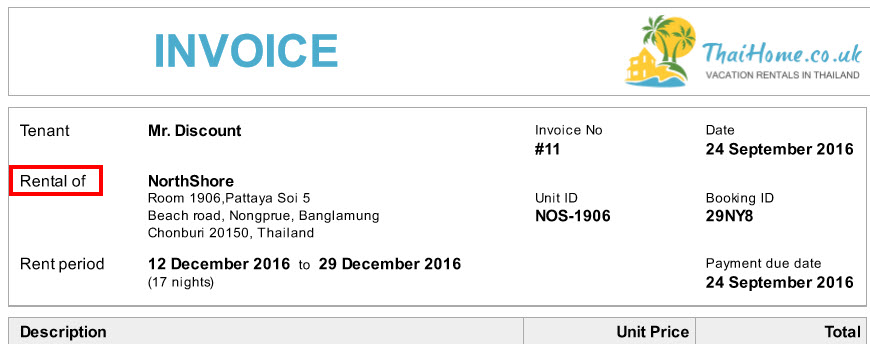 INVOICE
ThaiHome.co.uk
VACATION RENTALS IN THAILAND
Tenant Mr. Discount Invoice No Date
#11 24 September 2016
Rental of NorthShore
Room 1906,Pattaya Soi 5 Unit ID Booking ID
Beach road, Nongprue, Banglamung NOS-1906 29NY8
Chonburi 20150, Thailand
Rent period 12 December 2016 to 29 December 2016 Payment due date
(17 nights) 24 September 2016
Description Unit Price Total